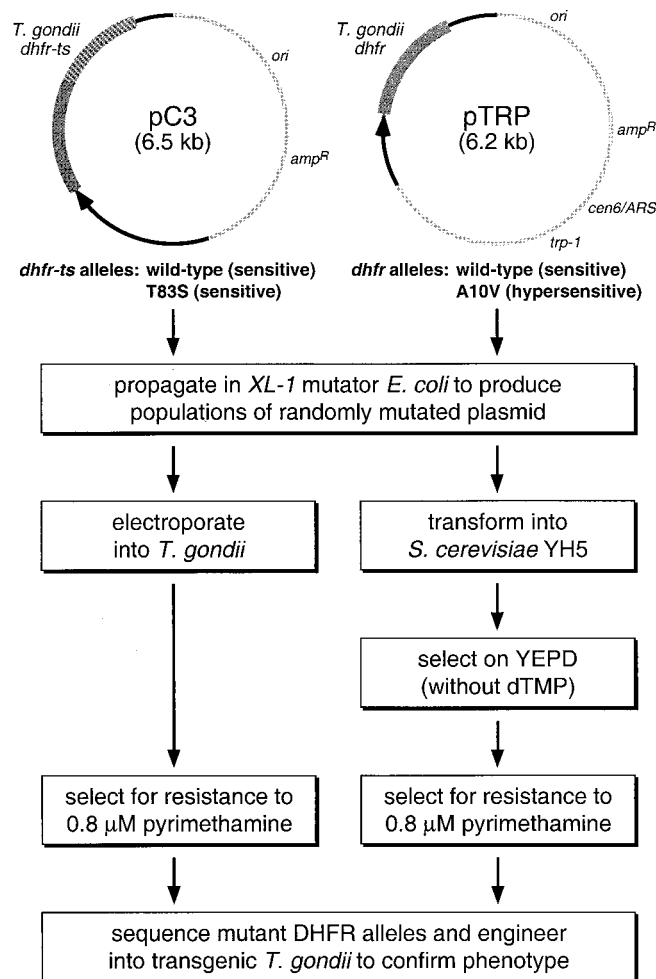 T. gondii
dhfr-ts
ori
pC3
(6.5 kb)
ampR
T. gondii
dhfr
ori
pTRP
(6.2 kb)
ampR
cen6/ARS
trp-1
dhfr-ts alleles: wild-type (sensitive)
T83S (sensitive)
dhfr alleles: wild-type (sensitive)
A10V (hypersensitive)
propagate in XL-1 mutator E. coli to produce
populations of randomly mutated plasmid
electroporate
into T. gondii
transform into
S. cerevisiae YH5
select on YEPD
(without dTMP)
select for resistance to
0.8 μM pyrimethamine
select for resistance to
0.8 μM pyrimethamine
sequence mutant DHFR alleles and engineer
into transgenic T. gondii to confirm phenotype